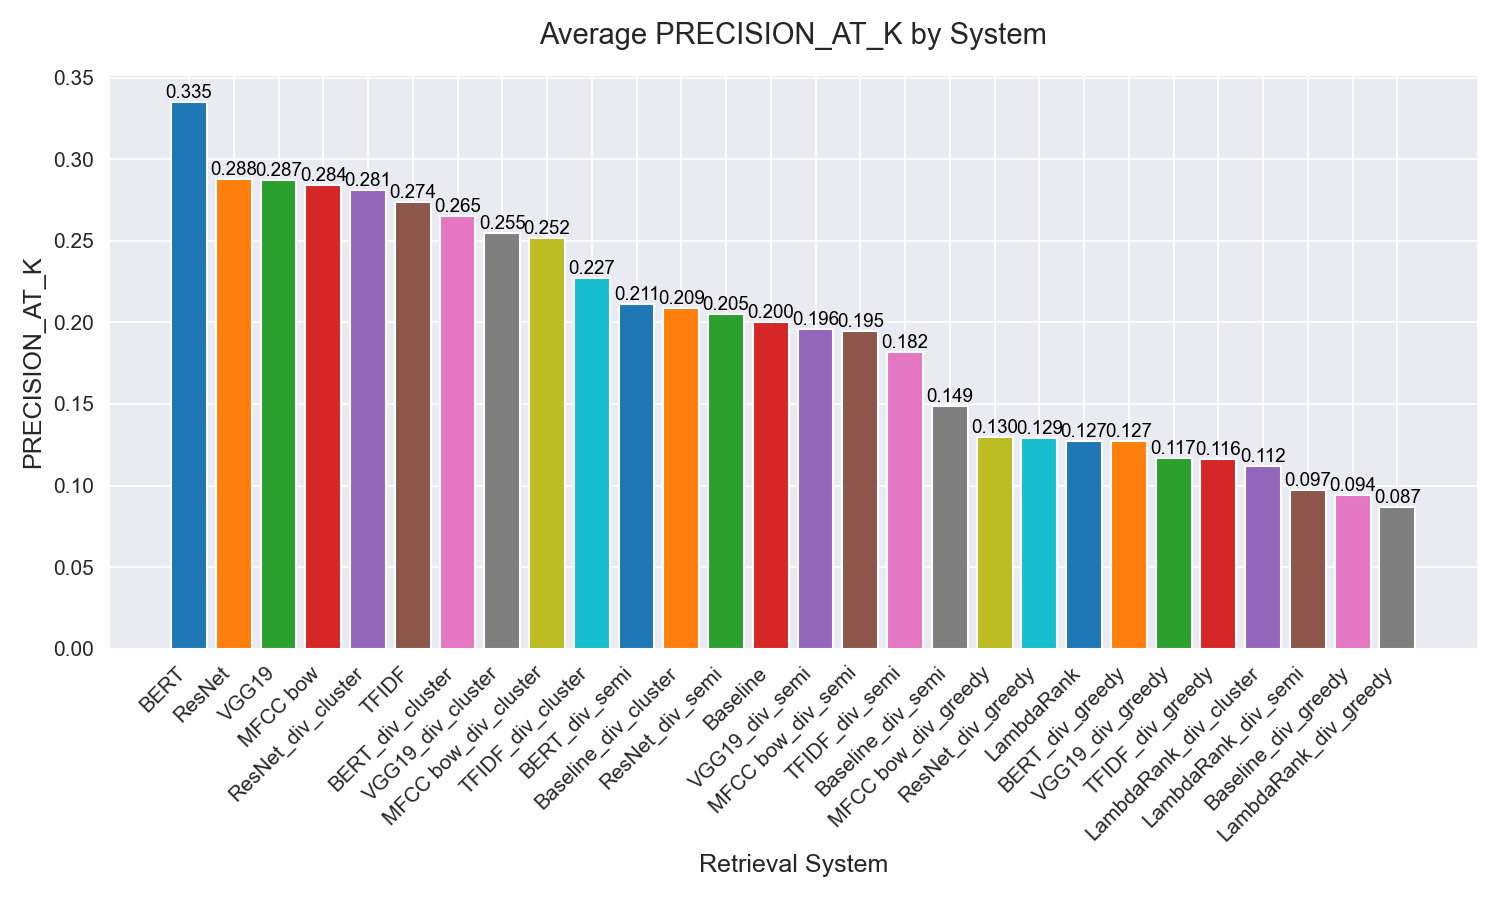 Average PRECISION_AT_K by System
PRECISION_AT_K
0.35
0.30
0.25
0.20
0.15
0.10
0.05
0.00
0.335
0.288
0.287
0.284
0.281
0.274
0.265
0.255
0.252
0.227
0.211
0.209
0.205
0.200
0.196
0.195
0.182
0.149
0.130
0.129
0.127
0.127
0.117
0.116
0.112
0.097
0.094
0.087
BERT
ResNet
VGG19
MFCC bow
ResNet_div_cluster
TFIDF
BERT_div_cluster
VGG19_div_cluster
MFCC bow_div_cluster
TFIDF_div_cluster
BERT_div_semi
Baseline_div_cluster
ResNet_div_semi
Baseline
VGG19_div_semi
MFCC bow_div_semi
TFIDF_div_semi
Baseline_div_semi
MFCC bow_div_greedy
ResNet_div_greedy
LambdaRank
BERT_div_greedy
VGG19_div_greedy
TFIDF_div_greedy
LambdaRank_div_cluster
LambdaRank_div_semi
Baseline_div_greedy
LambdaRank_div_greedy
Retrieval System